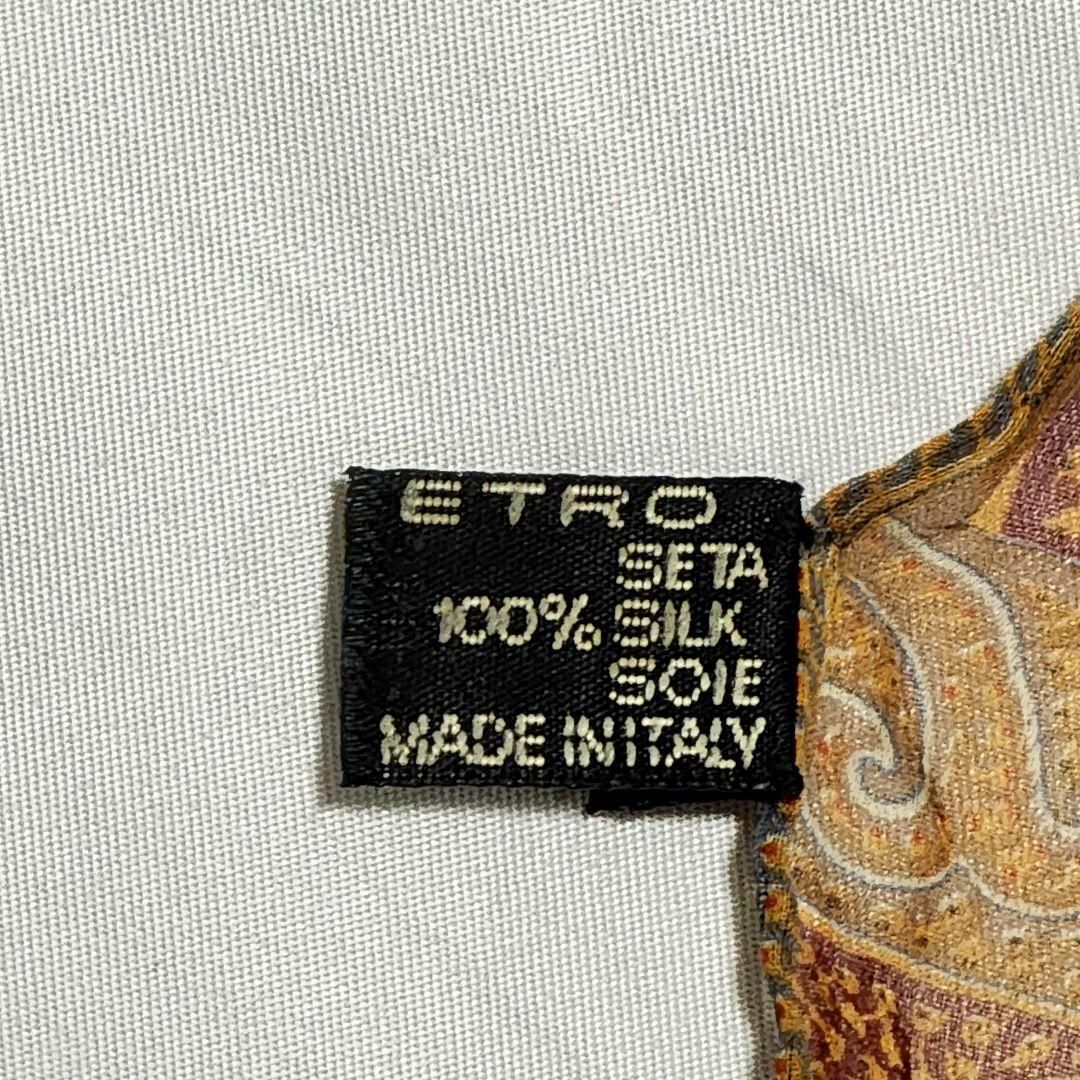 ETRO
SETA
100% SILK
SOIE
MADE IN ITALY